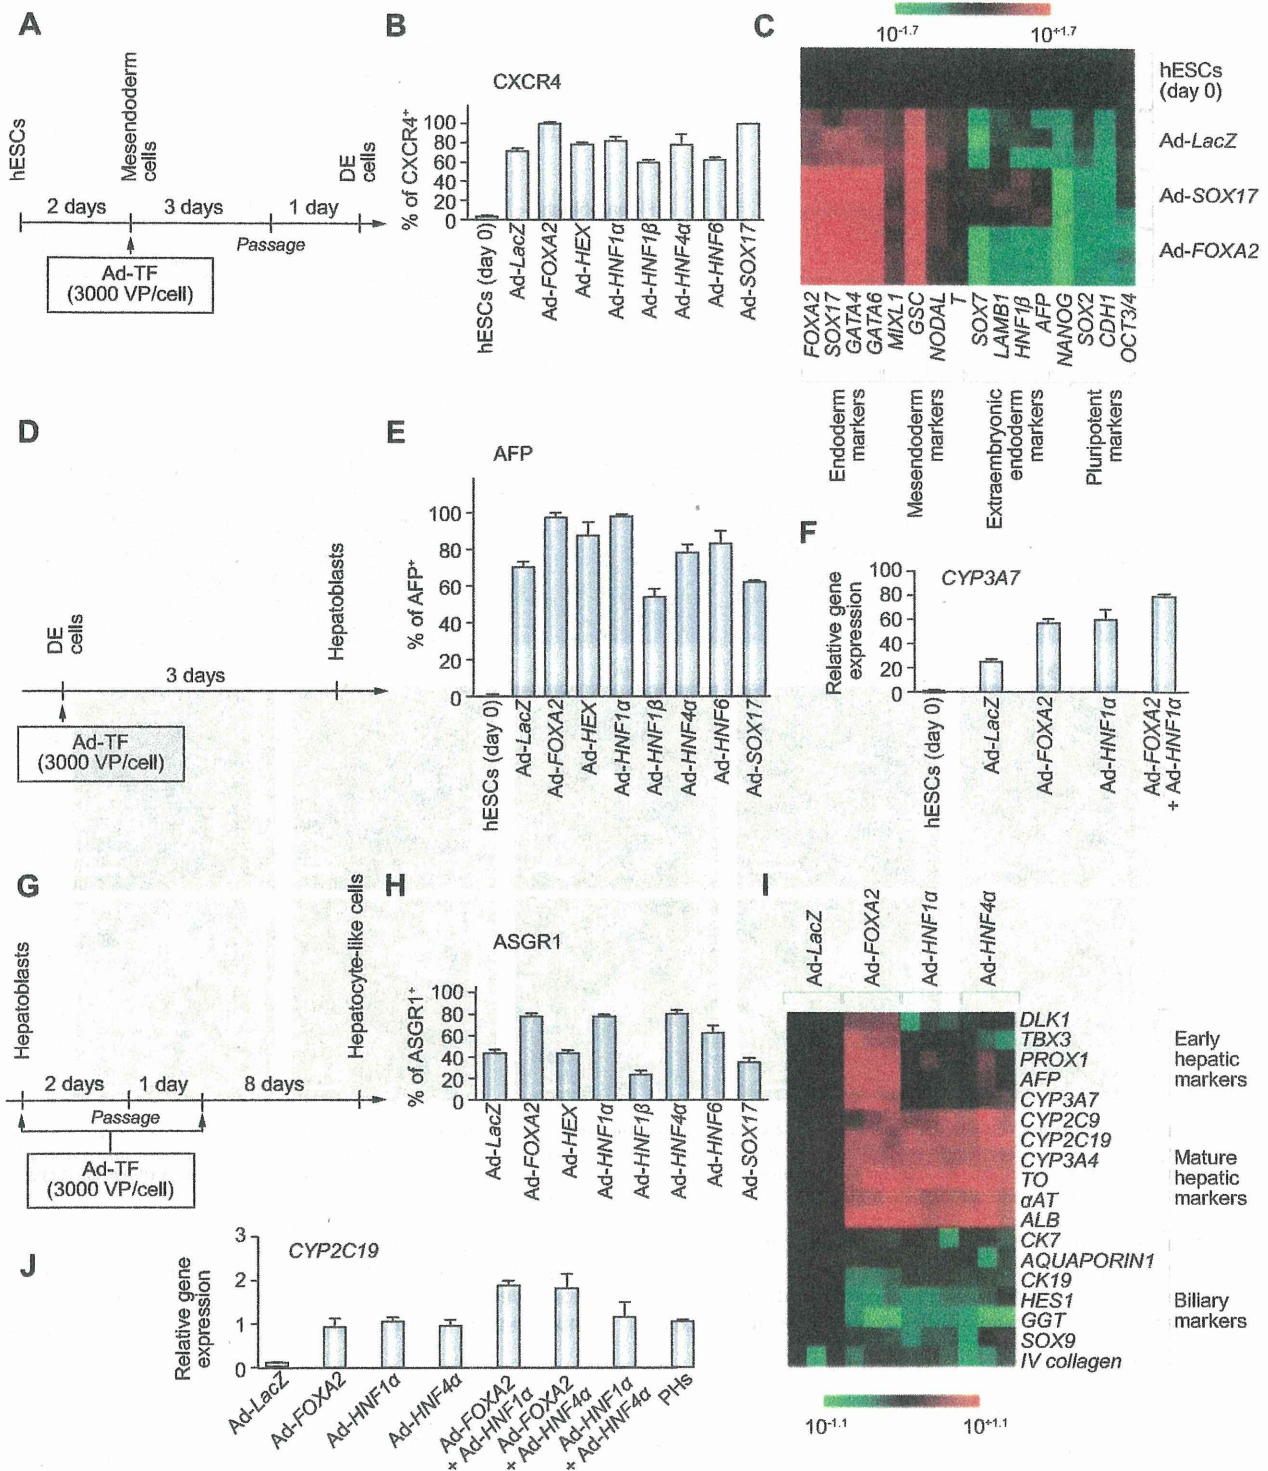 A
hESCs
Mesendoderm
cells
DE
cells
2 days
3 days
1 day
Passage
Ad-TF
(3000 VP/cell)
B
CXCR4
% of CXCR4⁺
100
80
60
40
20
0
hESCs (day 0)
Ad-LacZ
Ad-FOXA2
Ad-HEX
Ad-HNF1α
Ad-HNF1β
Ad-HNF4α
Ad-HNF6
Ad-SOX17
C
10⁻¹·⁷
10⁺¹·⁷
hESCs
(day 0)
Ad-LacZ
Ad-SOX17
Ad-FOXA2
FOXA2
SOX17
GATA4
GATA6
MIXL1
GSC
NODAL
T
SOX7
LAMB1
HNF1β
AFP
NANOG
SOX2
CDH1
OCT3/4
Endoderm
markers
Mesendoderm
markers
Extraembryonic
endoderm
markers
Pluripotent
markers
D
DE
cells
Hepatoblasts
3 days
Ad-TF
(3000 VP/cell)
E
AFP
% of AFP⁺
100
80
60
40
20
0
hESCs (day 0)
Ad-LacZ
Ad-FOXA2
Ad-HEX
Ad-HNF1α
Ad-HNF1β
Ad-HNF4α
Ad-HNF6
Ad-SOX17
F
CYP3A7
Relative gene
expression
100
80
60
40
20
0
hESCs (day 0)
Ad-LacZ
Ad-FOXA2
Ad-HNF1α
Ad-FOXA2
+ Ad-HNF1α
G
Hepatoblasts
Hepatocyte-like cells
2 days
1 day
8 days
Passage
Ad-TF
(3000 VP/cell)
H
ASGR1
% of ASGR1⁺
100
80
60
40
20
0
Ad-LacZ
Ad-FOXA2
Ad-HEX
Ad-HNF1α
Ad-HNF1β
Ad-HNF4α
Ad-HNF6
Ad-SOX17
I
Ad-LacZ
Ad-FOXA2
Ad-HNF1α
Ad-HNF4α
DLK1
TBX3
PROX1
AFP
CYP3A7
CYP2C9
CYP2C19
CYP3A4
TO
αAT
ALB
CK7
AQUAPORIN1
CK19
HES1
GGT
SOX9
IV collagen
Early
hepatic
markers
Mature
hepatic
markers
Biliary
markers
10⁻¹·¹
10⁺¹·¹
J
CYP2C19
Relative gene
expression
3
2
1
0
Ad-LacZ
Ad-FOXA2
Ad-HNF1α
Ad-HNF4α
Ad-FOXA2
+ Ad-HNF1α
Ad-FOXA2
+ Ad-HNF4α
Ad-HNF1α
+ Ad-HNF4α
PHs